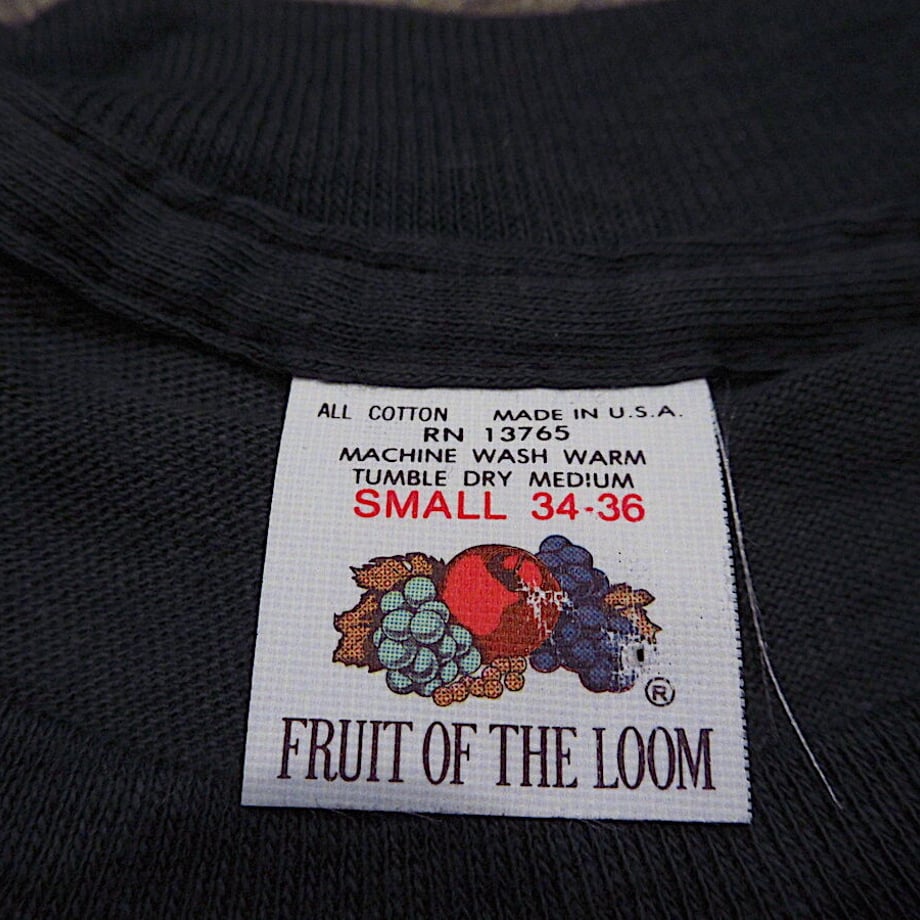 ALL COTTON MADE IN U.S.A.
RN 13765
MACHINE WASH WARM
TUMBLE DRY MEDIUM
SMALL 34-36
®
FRUIT OF THE LOOM